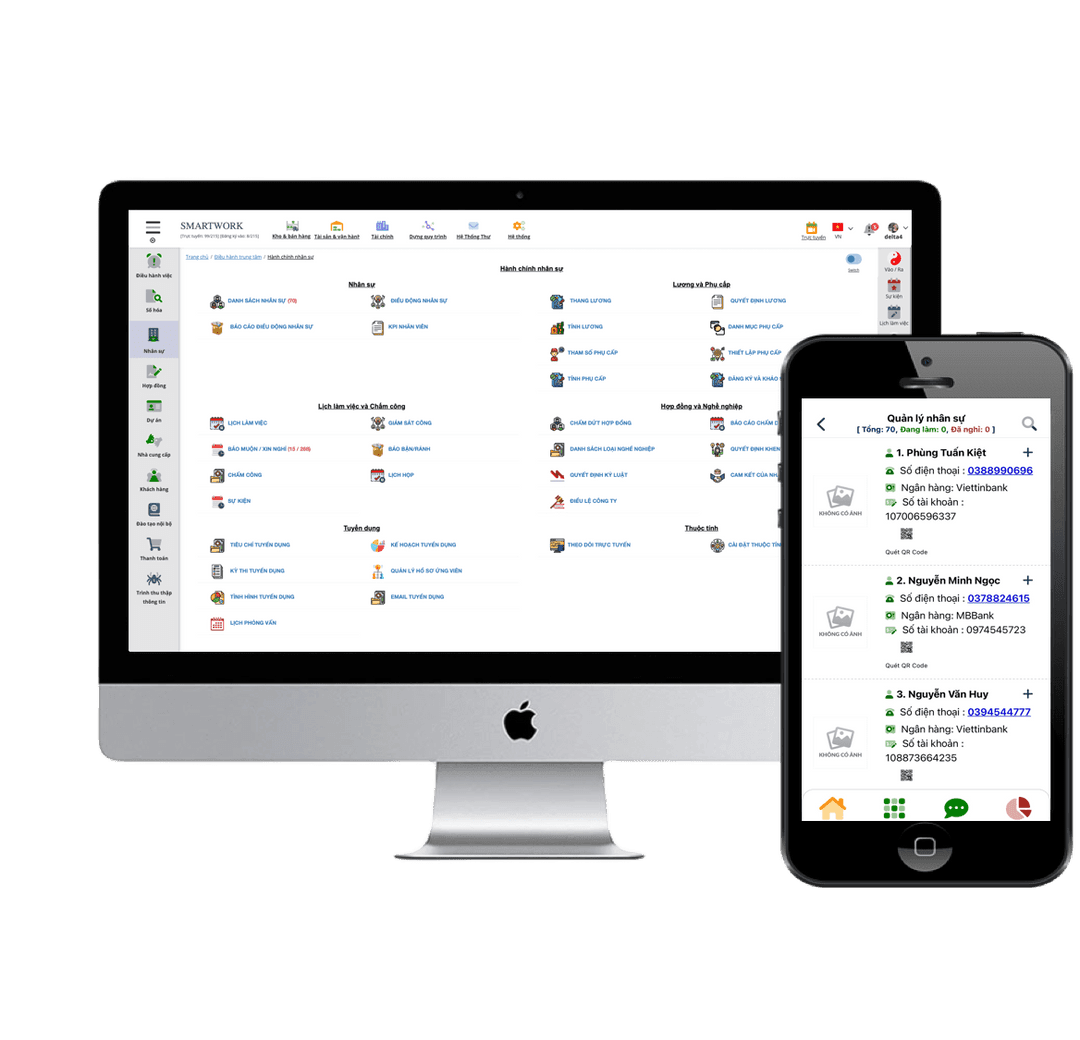 SMARTWORK
Kho & bán hàng
Tài sản & vận hành
Tài chính
Dựng quy trình
Hệ Thống Thư
Hệ thống
Trực tuyến
VN
5
delta4
Trang chủ / Điều hành trung tâm / Hành chính nhân sự
Hành chính nhân sự
Điều hành việc
Số hóa
Nhân sự
Hợp đồng
Dự án
Nhà cung cấp
Khách hàng
Đào tạo nội bộ
Thanh toán
Trình thu thập
thông tin
Nhân sự
DANH SÁCH NHÂN SỰ (70)
ĐIỀU ĐỘNG NHÂN SỰ
BÁO CÁO ĐIỀU ĐỘNG NHÂN SỰ
KPI NHÂN VIÊN
Lương và Phụ cấp
THANG LƯƠNG
QUYẾT ĐỊNH LƯƠNG
TÍNH LƯƠNG
DANH MỤC PHỤ CẤP
THAM SỐ PHỤ CẤP
THIẾT LẬP PHỤ CẤP
TÍNH PHỤ CẤP
ĐĂNG KÝ VÀ KHẢO
Lịch làm việc và Chấm công
LỊCH LÀM VIỆC
GIÁM SÁT CÔNG
BÁO MUỘN / XIN NGHỈ (13 / 205)
BÁO BẬN/RẢNH
CHẤM CÔNG
LỊCH HỌP
SỰ KIỆN
Hợp đồng và Nghề nghiệp
CHẤM DỨT HỢP ĐỒNG
BÁO CÁO CHẤM
DANH SÁCH LOẠI NGHỀ NGHIỆP
QUYẾT ĐỊNH KHEN
QUYẾT ĐỊNH KỶ LUẬT
CAM KẾT CỦA
ĐIỀU LỆ CÔNG TY
Tuyển dụng
TIÊU CHÍ TUYỂN DỤNG
KẾ HOẠCH TUYỂN DỤNG
KỲ THI TUYỂN DỤNG
QUẢN LÝ HỒ SƠ ỨNG VIÊN
TÌNH HÌNH TUYỂN DỤNG
EMAIL TUYỂN DỤNG
LỊCH PHỎNG VẤN
Thuộc tính
THEO DÕI TRỰC TUYẾN
CÀI ĐẶT THUỘC TÍN
Vào / Ra
Sự kiện
Lịch làm việc
Quản lý nhân sự
[ Tổng: 70, Đang làm: 0, Đã nghỉ: 0 ]
1. Phùng Tuấn Kiệt
Số điện thoại : 0388990696
Ngân hàng: Viettinbank
Số tài khoản :
107006596337
KHÔNG CÓ ẢNH
Quét QR Code
2. Nguyễn Minh Ngọc
Số điện thoại : 0378824615
Ngân hàng: MBBank
Số tài khoản : 0974545723
KHÔNG CÓ ẢNH
Quét QR Code
3. Nguyễn Văn Huy
Số điện thoại : 0394544777
Ngân hàng: Viettinbank
Số tài khoản :
108873664235
KHÔNG CÓ ẢNH